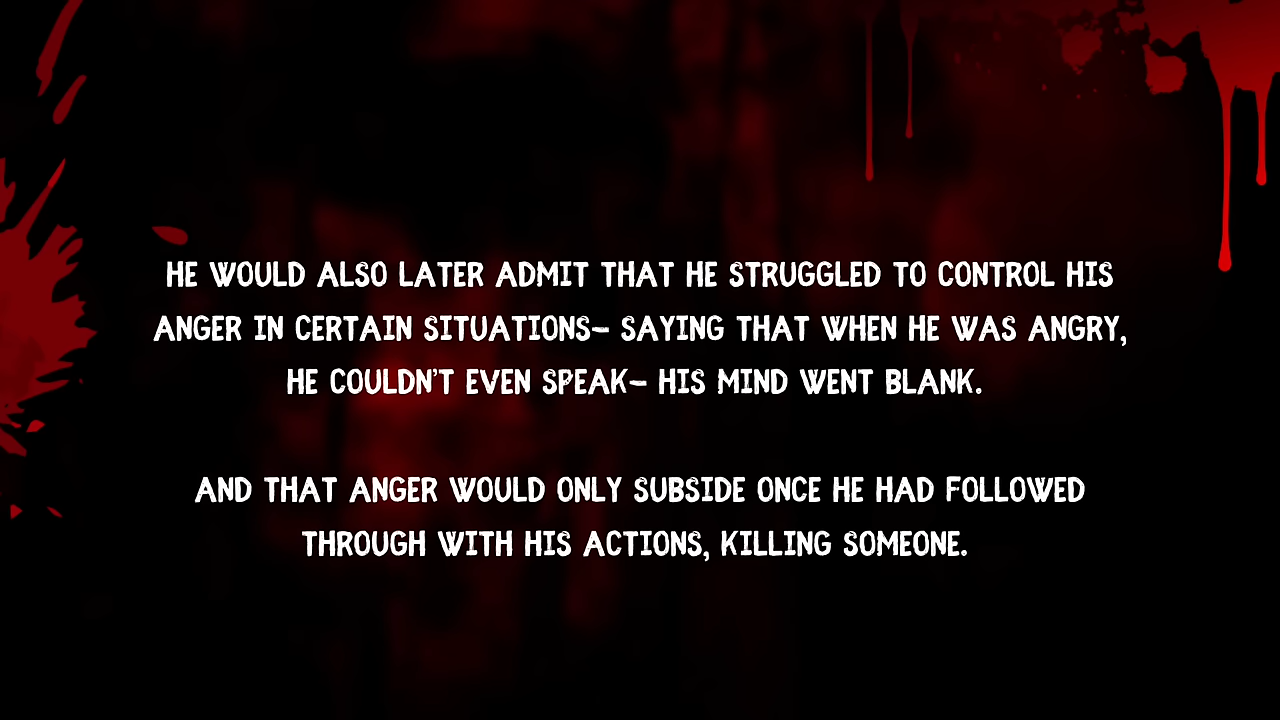 HE WOULD ALSO LATER ADMIT THAT HE STRUGGLED TO CONTROL HIS
ANGER IN CERTAIN SITUATIONS– SAYING THAT WHEN HE WAS ANGRY,
HE COULDN'T EVEN SPEAK– HIS MIND WENT BLANK.
AND THAT ANGER WOULD ONLY SUBSIDE ONCE HE HAD FOLLOWED
THROUGH WITH HIS ACTIONS, KILLING SOMEONE.